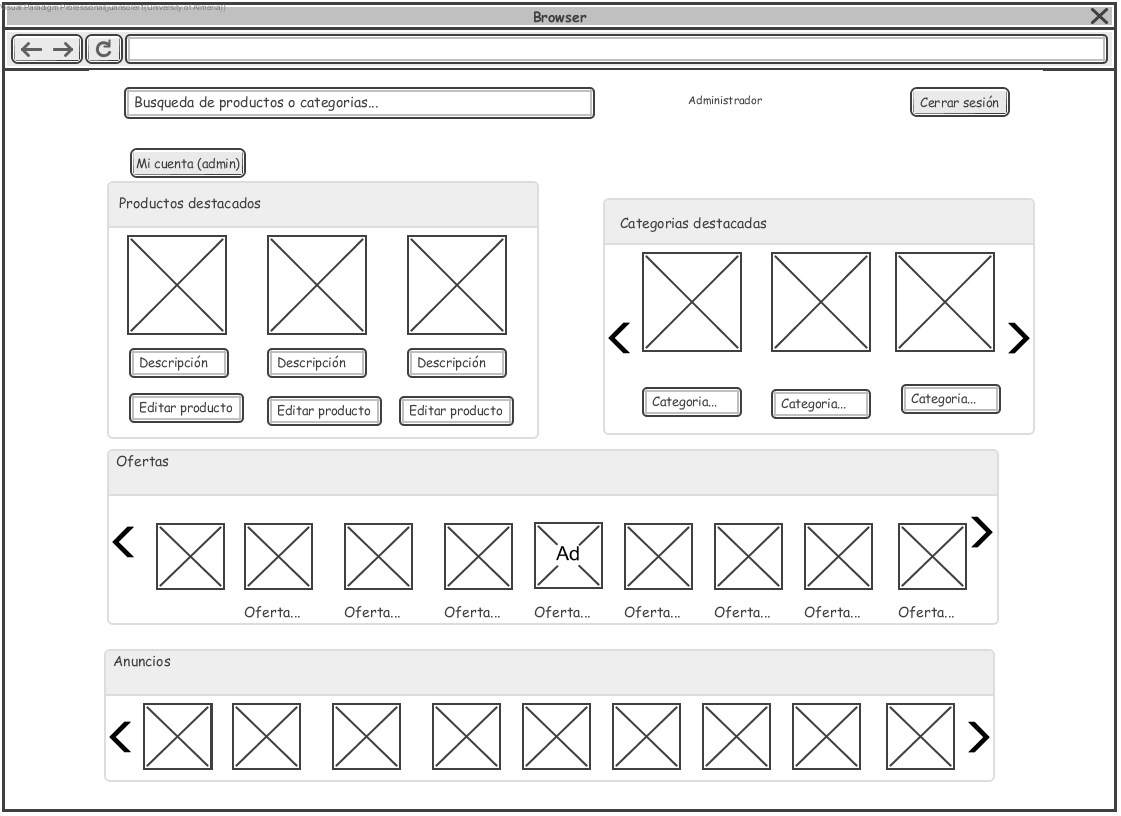 Visual Paradigm Professional(juansoler1(University of Almeria))
Browser
Busqueda de productos o categorias...
Administrador
Cerrar sesión
Mi cuenta (admin)
Productos destacados
Categorias destacadas
Descripción Descripción Descripción
Editar producto Editar producto Editar producto
Categoria... Categoria... Categoria...
Ofertas
Ad
Oferta... Oferta... Oferta... Oferta... Oferta... Oferta... Oferta... Oferta...
Anuncios